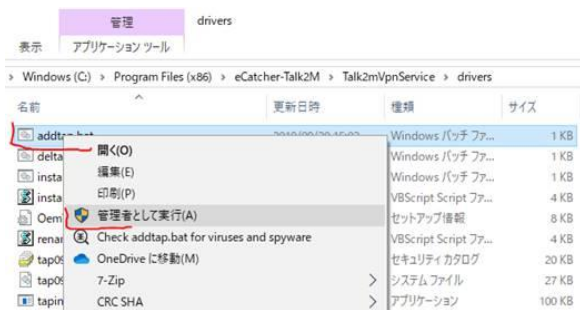 管理
drivers
表示 アプリケーション ツール
> Windows (C:) > Program Files (x86) > eCatcher-Talk2M > Talk2mVpnService > drivers
名前 更新日時 種類 サイズ
addtap.bat Windows バッチ ファ... 1 KB
開く(O)
delta Windows バッチ ファ... 1 KB
編集(E)
insta Windows バッチ ファ... 1 KB
印刷(P)
insta VBScript Script ファ... 4 KB
管理者として実行(A)
Oem セットアップ情報 8 KB
Check addtap.bat for viruses and spyware
renar VBScript Script ファ... 4 KB
OneDrive に移動(M)
tap09 セキュリティ カタログ 20 KB
7-Zip
tap09 システム ファイル 27 KB
CRC SHA
tapin アプリケーション 100 KB